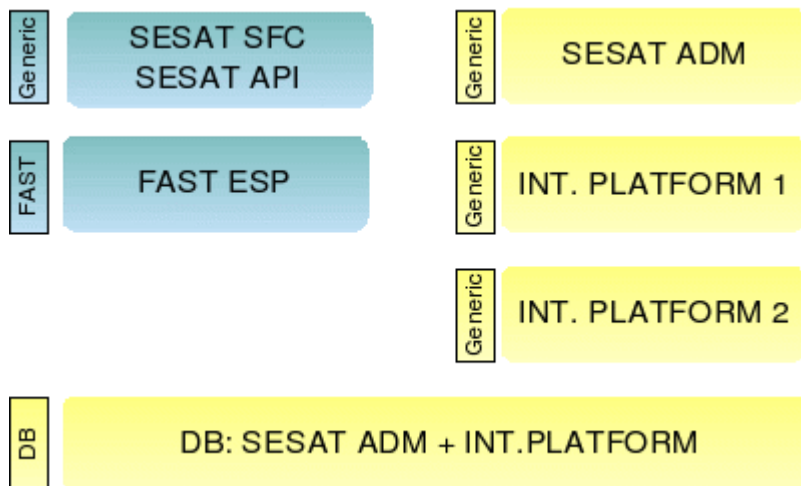 Generic
SESAT SFC
SESAT API
Generic
SESAT ADM
FAST
FAST ESP
Generic
INT. PLATFORM 1
Generic
INT. PLATFORM 2
DB
DB: SESAT ADM + INT.PLATFORM